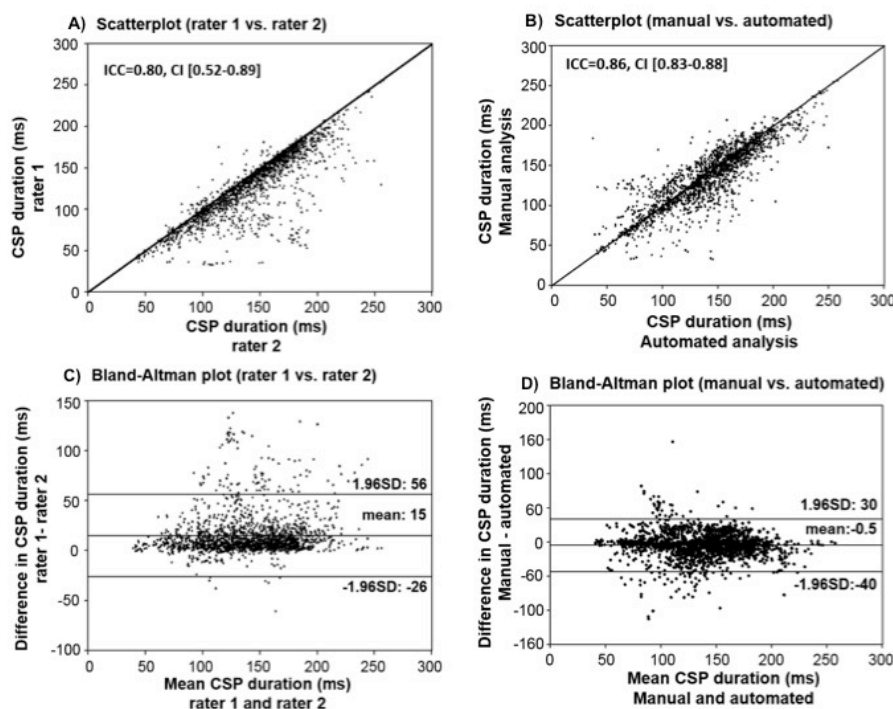 A) Scatterplot (rater 1 vs. rater 2)
300
250
200
150
100
50
0
ICC=0.80, CI [0.52-0.89]
CSP duration (ms)
rater 1
0 50 100 150 200 250 300
CSP duration (ms)
rater 2
B) Scatterplot (manual vs. automated)
300
250
200
150
100
50
0
ICC=0.86, CI [0.83-0.88]
CSP duration (ms)
Manual analysis
0 50 100 150 200 250 300
CSP duration (ms)
Automated analysis
C) Bland-Altman plot (rater 1 vs. rater 2)
150
100
50
0
-50
-100
Difference in CSP duration (ms)
rater 1- rater 2
1.96SD: 56
mean: 15
-1.96SD: -26
0 50 100 150 200 250 300
Mean CSP duration (ms)
rater 1 and rater 2
D) Bland-Altman plot (manual vs. automated)
200
100
60
0
-60
-100
-160
Difference in CSP duration (ms)
Manual - automated
1.96SD: 30
mean:-0.5
-1.96SD: -40
0 50 100 150 200 250 300
Mean CSP duration (ms)
Manual and automated